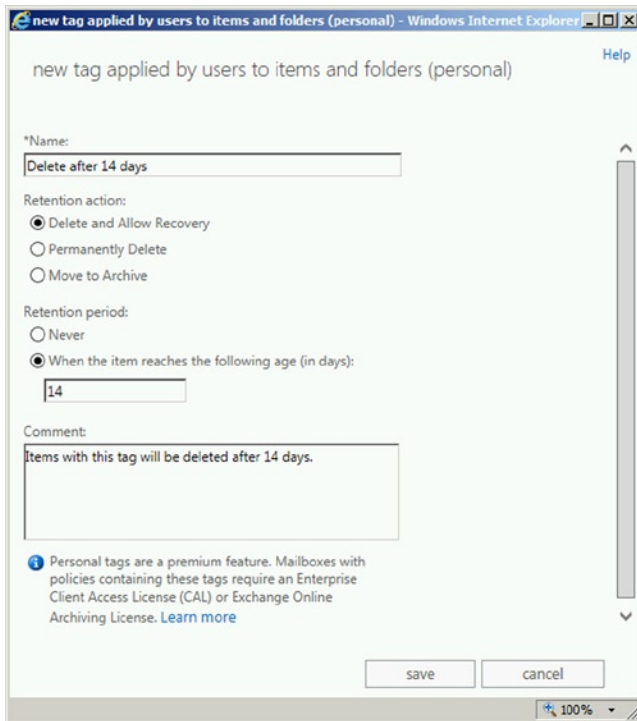 new tag applied by users to items and folders (personal) - Windows Internet Explorer
Help
new tag applied by users to items and folders (personal)
*Name:
Delete after 14 days
Retention action:
Delete and Allow Recovery
Permanently Delete
Move to Archive
Retention period:
Never
When the item reaches the following age (in days):
14
Comment:
Items with this tag will be deleted after 14 days.
Personal tags are a premium feature. Mailboxes with
policies containing these tags require an Enterprise
Client Access License (CAL) or Exchange Online
Archiving License. Learn more
save cancel
100%